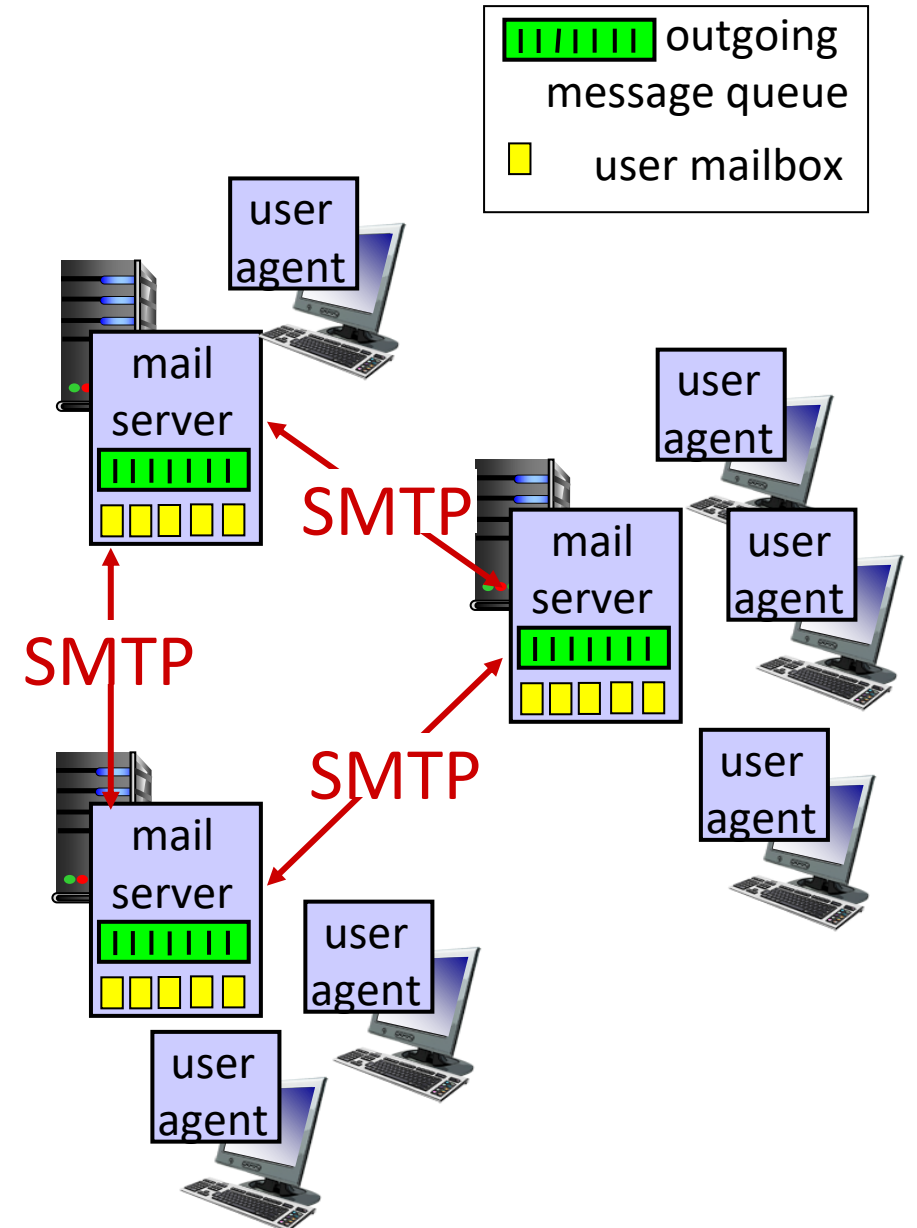 outgoing
message queue
user mailbox
user
agent
mail
server
SMTP
user
agent
user
agent
mail
server
SMTP
SMTP
user
agent
mail
server
user
agent
user
agent